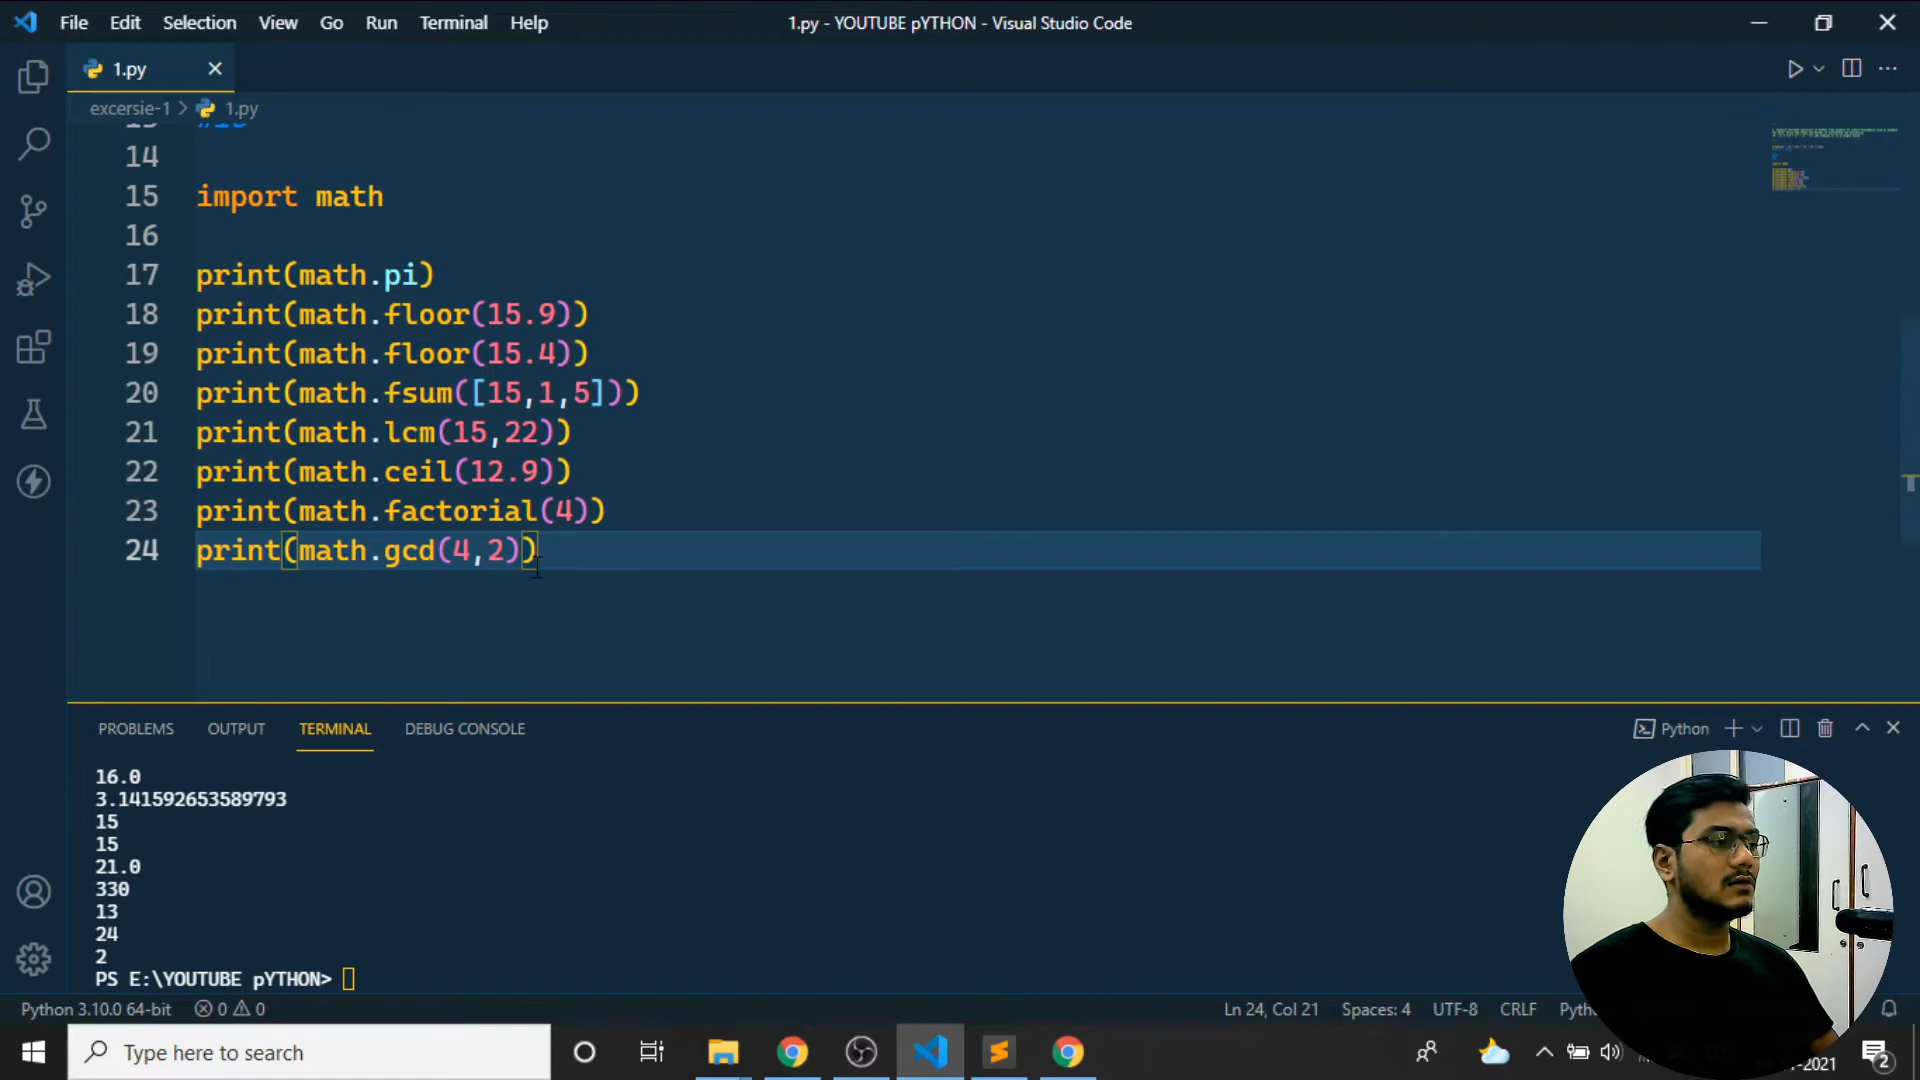 File Edit Selection View Go Run Terminal Help 1.py - YOUTUBE pYTHON - Visual Studio Code
1.py
excersie-1 > 1.py
14
15 import math
16
17 print(math.pi)
18 print(math.floor(15.9))
19 print(math.floor(15.4))
20 print(math.fsum([15,1,5]))
21 print(math.lcm(15,22))
22 print(math.ceil(12.9))
23 print(math.factorial(4))
24 print(math.gcd(4,2))
PROBLEMS OUTPUT TERMINAL DEBUG CONSOLE Python
16.0
3.141592653589793
15
15
21.0
330
13
24
2
PS E:\YOUTUBE pYTHON>
Python 3.10.0 64-bit 0 0 Ln 24, Col 21 Spaces: 4 UTF-8 CRLF
Type here to search
2021 2